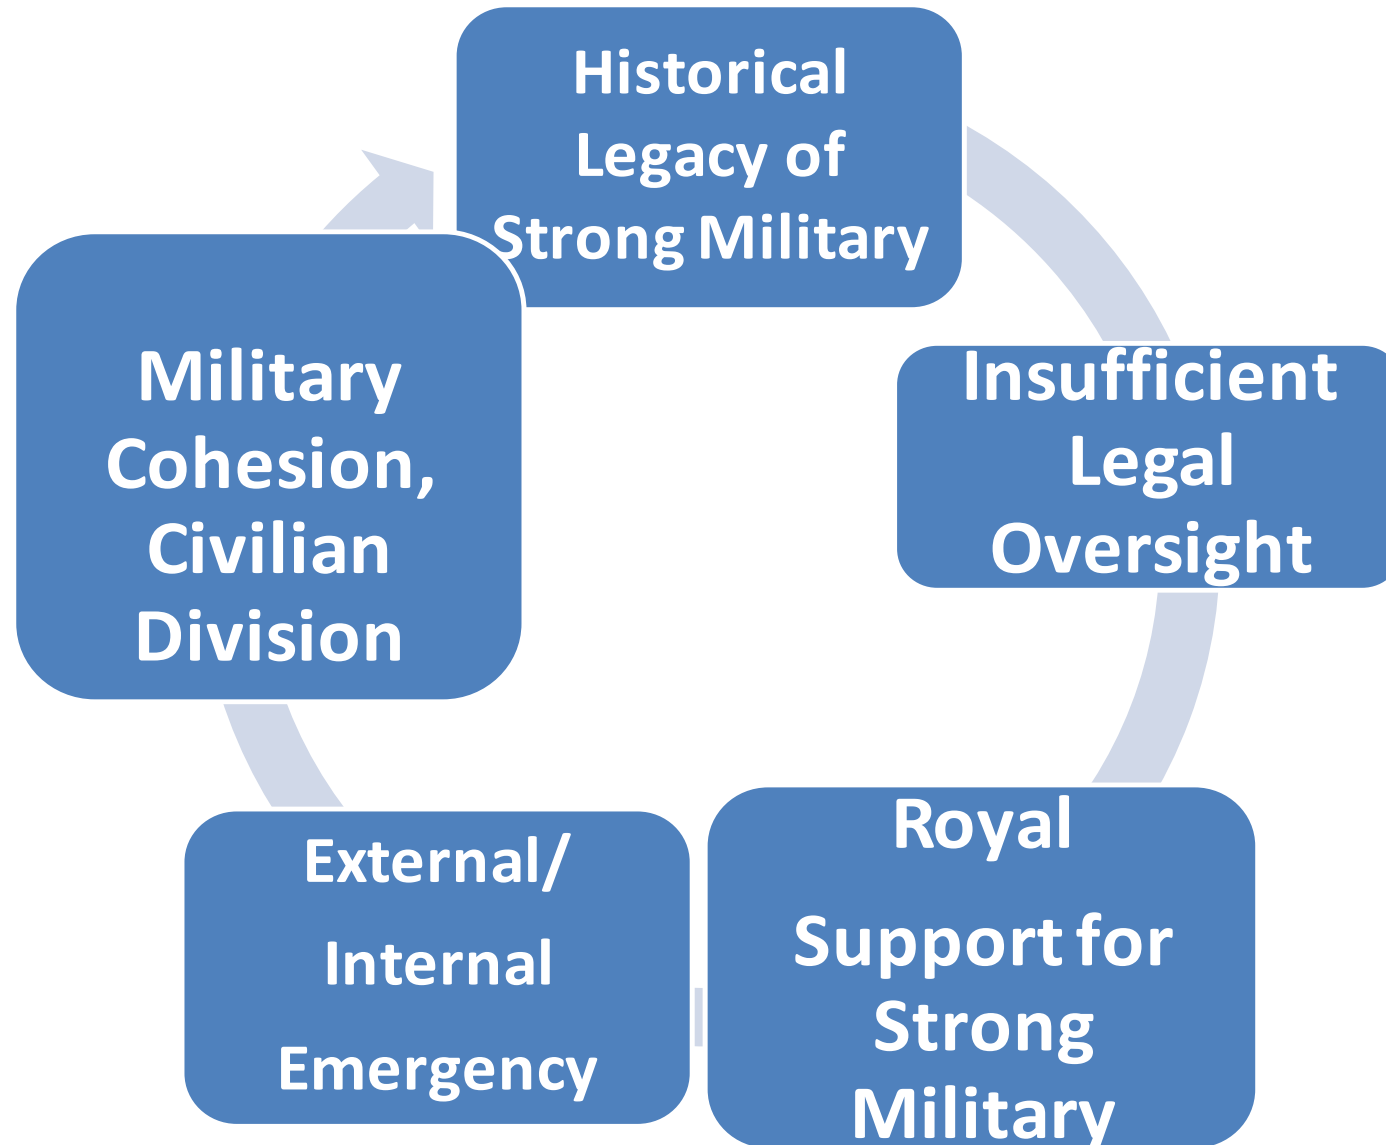 Historical
Legacy of
Strong Military
Insufficient
Legal
Oversight
Royal
Support for
Strong
Military
External/
Internal
Emergency
Military
Cohesion,
Civilian
Division